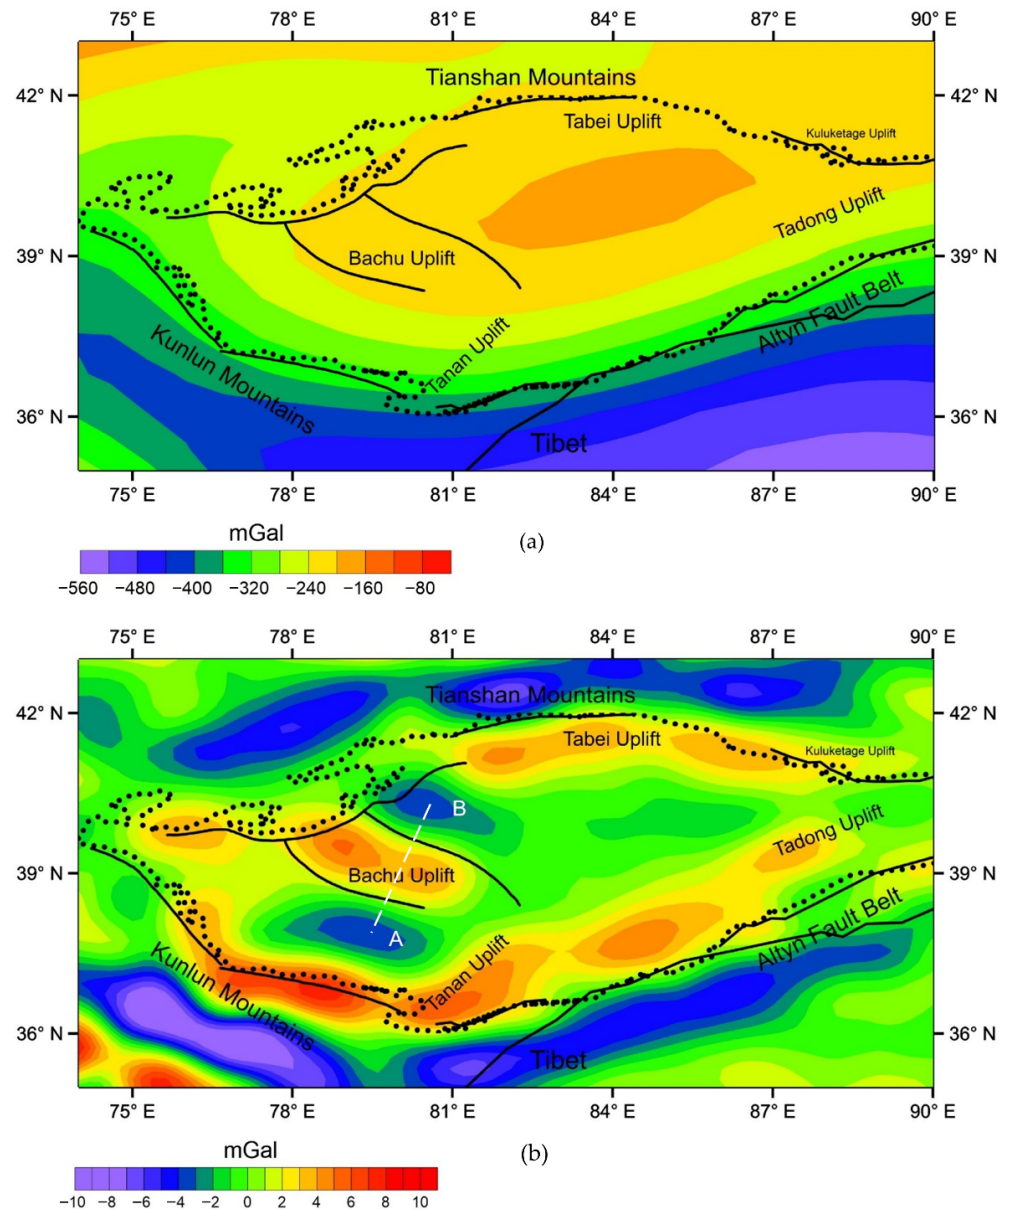 75° E 78° E 81° E 84° E 87° E 90° E
Tianshan Mountains
42° N 42° N
Tabei Uplift
Kuluketage Uplift
Tadong Uplift
39° N Bachu Uplift 39° N
Altyn Fault Belt
Kunlun Mountains
Tanan Uplift
36° N 36° N
Tibet
75° E 78° E 81° E 84° E 87° E 90° E
mGal
(a)
−560 −480 −400 −320 −240 −160 −80
75° E 78° E 81° E 84° E 87° E 90° E
Tianshan Mountains
42° N 42° N
Tabei Uplift
Kuluketage Uplift
B
Tadong Uplift
39° N Bachu Uplift 39° N
Altyn Fault Belt
A
Kunlun Mountains
Tanan Uplift
36° N 36° N
Tibet
75° E 78° E 81° E 84° E 87° E 90° E
mGal
(b)
−10 −8 −6 −4 −2 0 2 4 6 8 10